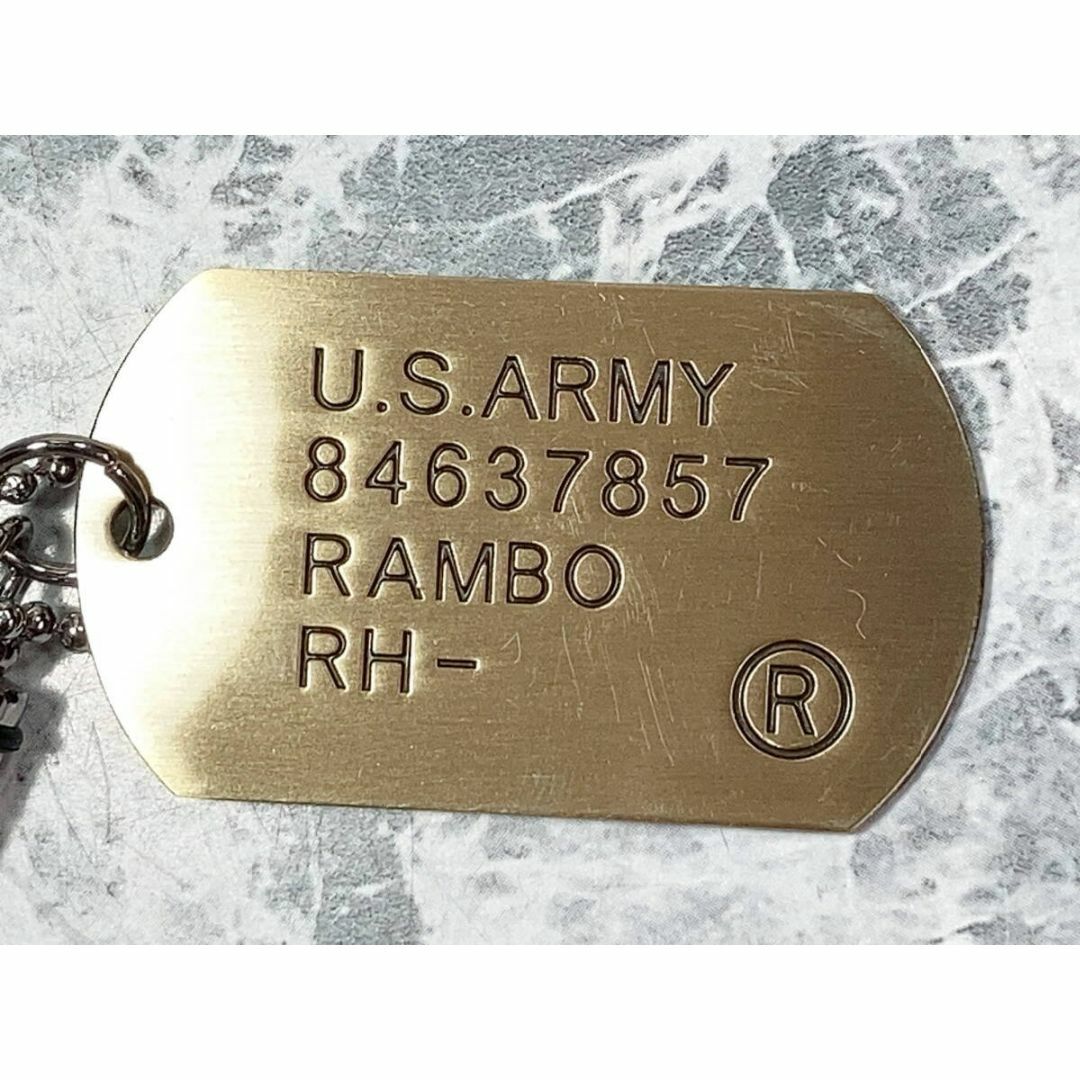 U.S.ARMY
84637857
RAMBO
RH-
®